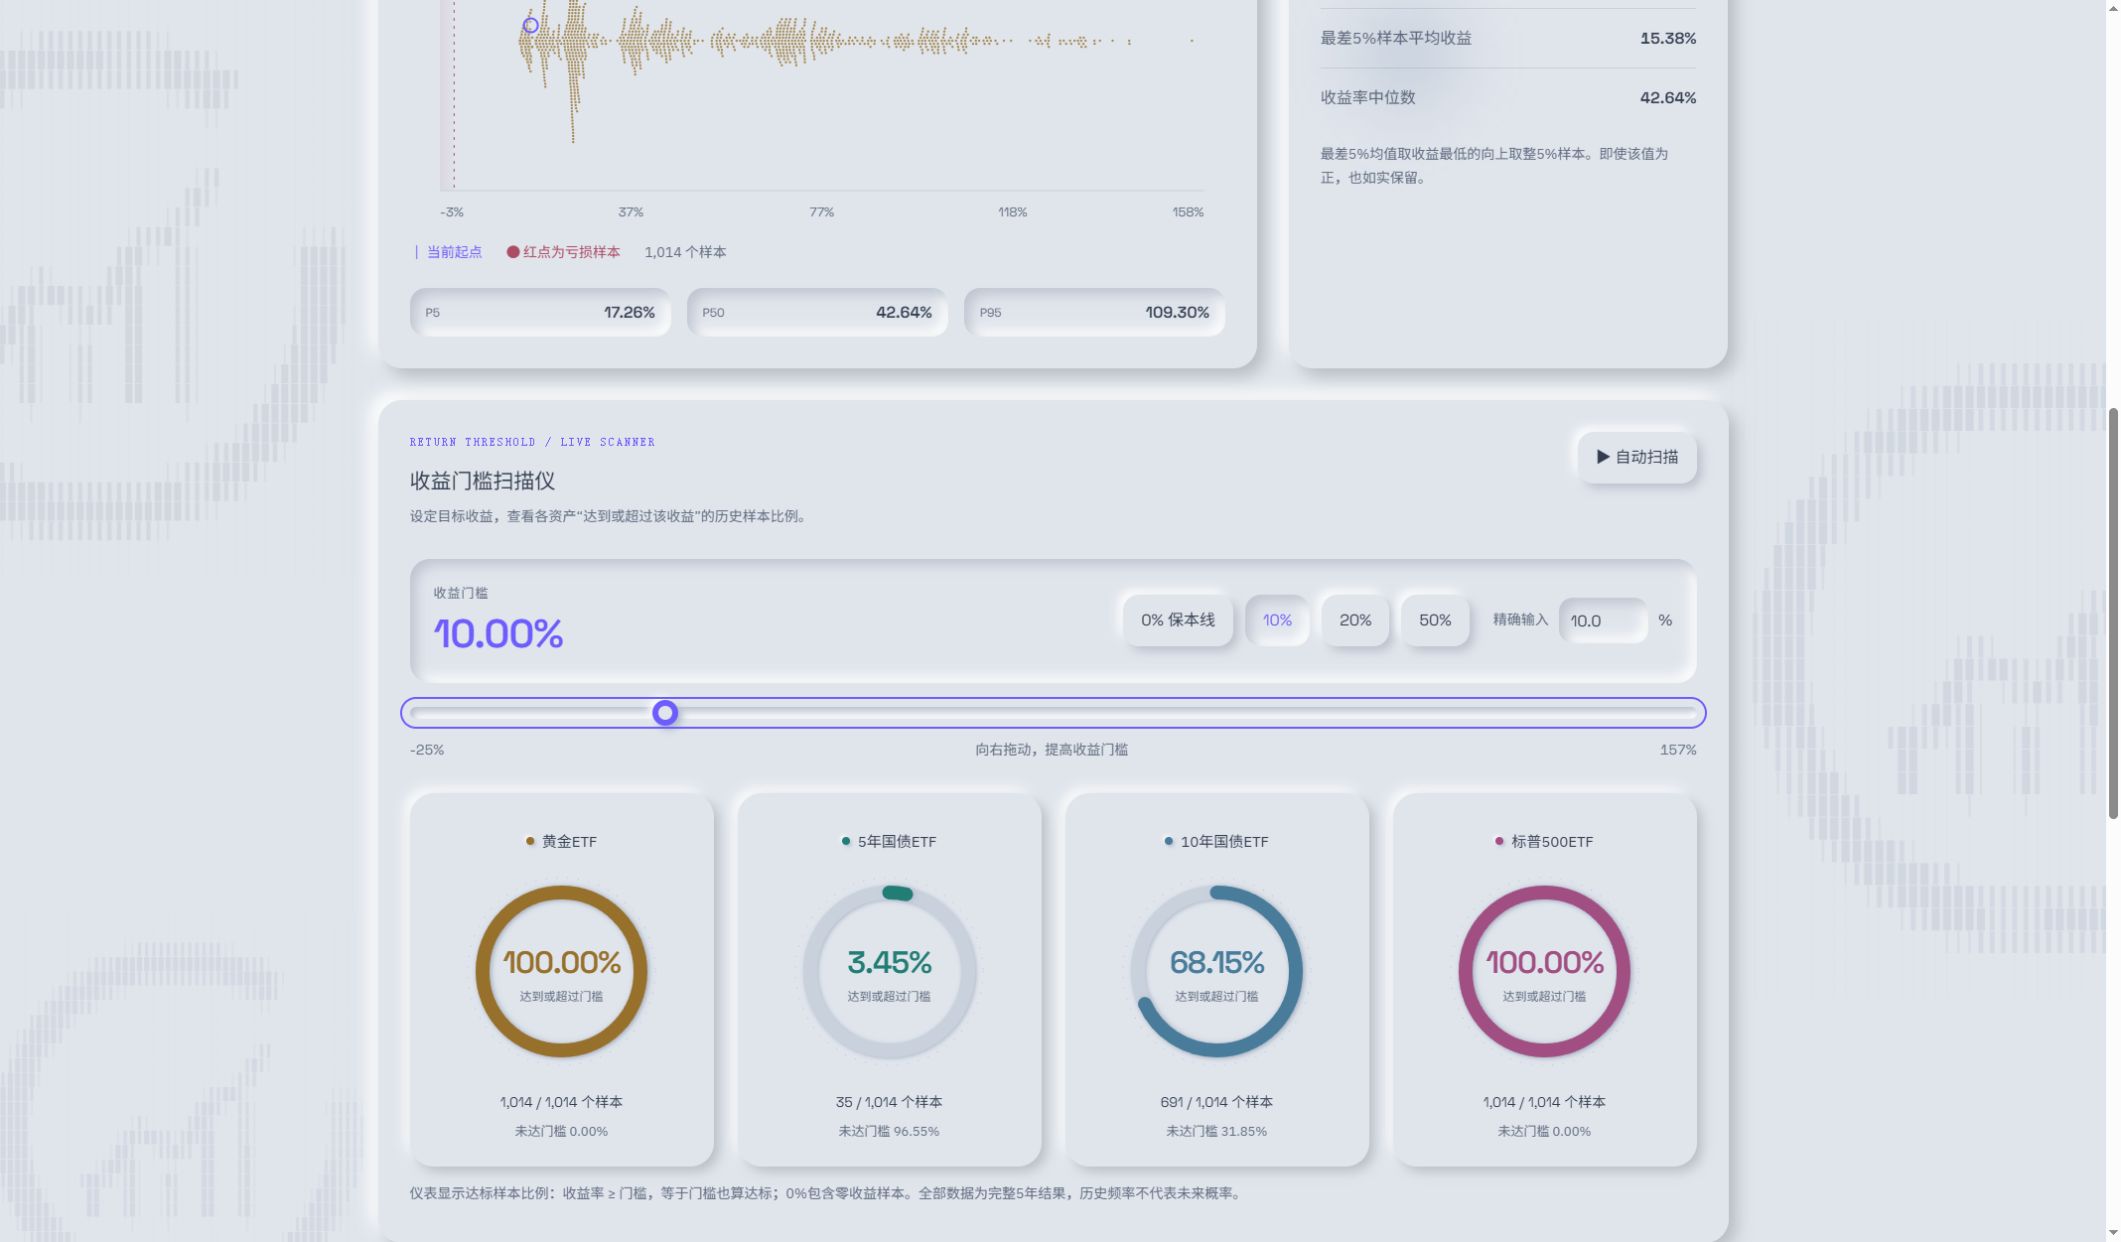 最差5%样本平均收益 15.38%
收益率中位数 42.64%
最差5%均值取收益最低的向上取整5%样本。即使该值为
正，也如实保留。
-3% 37% 77% 118% 158%
当前起点 红点为亏损样本 1,014 个样本
P5 17.26% P50 42.64% P95 109.30%
RETURN THRESHOLD / LIVE SCANNER
▶ 自动扫描
收益门槛扫描仪
设定目标收益，查看各资产“达到或超过该收益”的历史样本比例。
收益门槛
10.00%
0% 保本线 10% 20% 50% 精确输入 10.0 %
-25% 向右拖动，提高收益门槛 157%
黄金ETF
100.00%
达到或超过门槛
1,014 / 1,014 个样本
未达门槛 0.00%
5年国债ETF
3.45%
达到或超过门槛
35 / 1,014 个样本
未达门槛 96.55%
10年国债ETF
68.15%
达到或超过门槛
691 / 1,014 个样本
未达门槛 31.85%
标普500ETF
100.00%
达到或超过门槛
1,014 / 1,014 个样本
未达门槛 0.00%
仪表显示达标样本比例：收益率 ≥ 门槛，等于门槛也算达标；0%包含零收益样本。全部数据为完整5年结果，历史频率不代表未来概率。